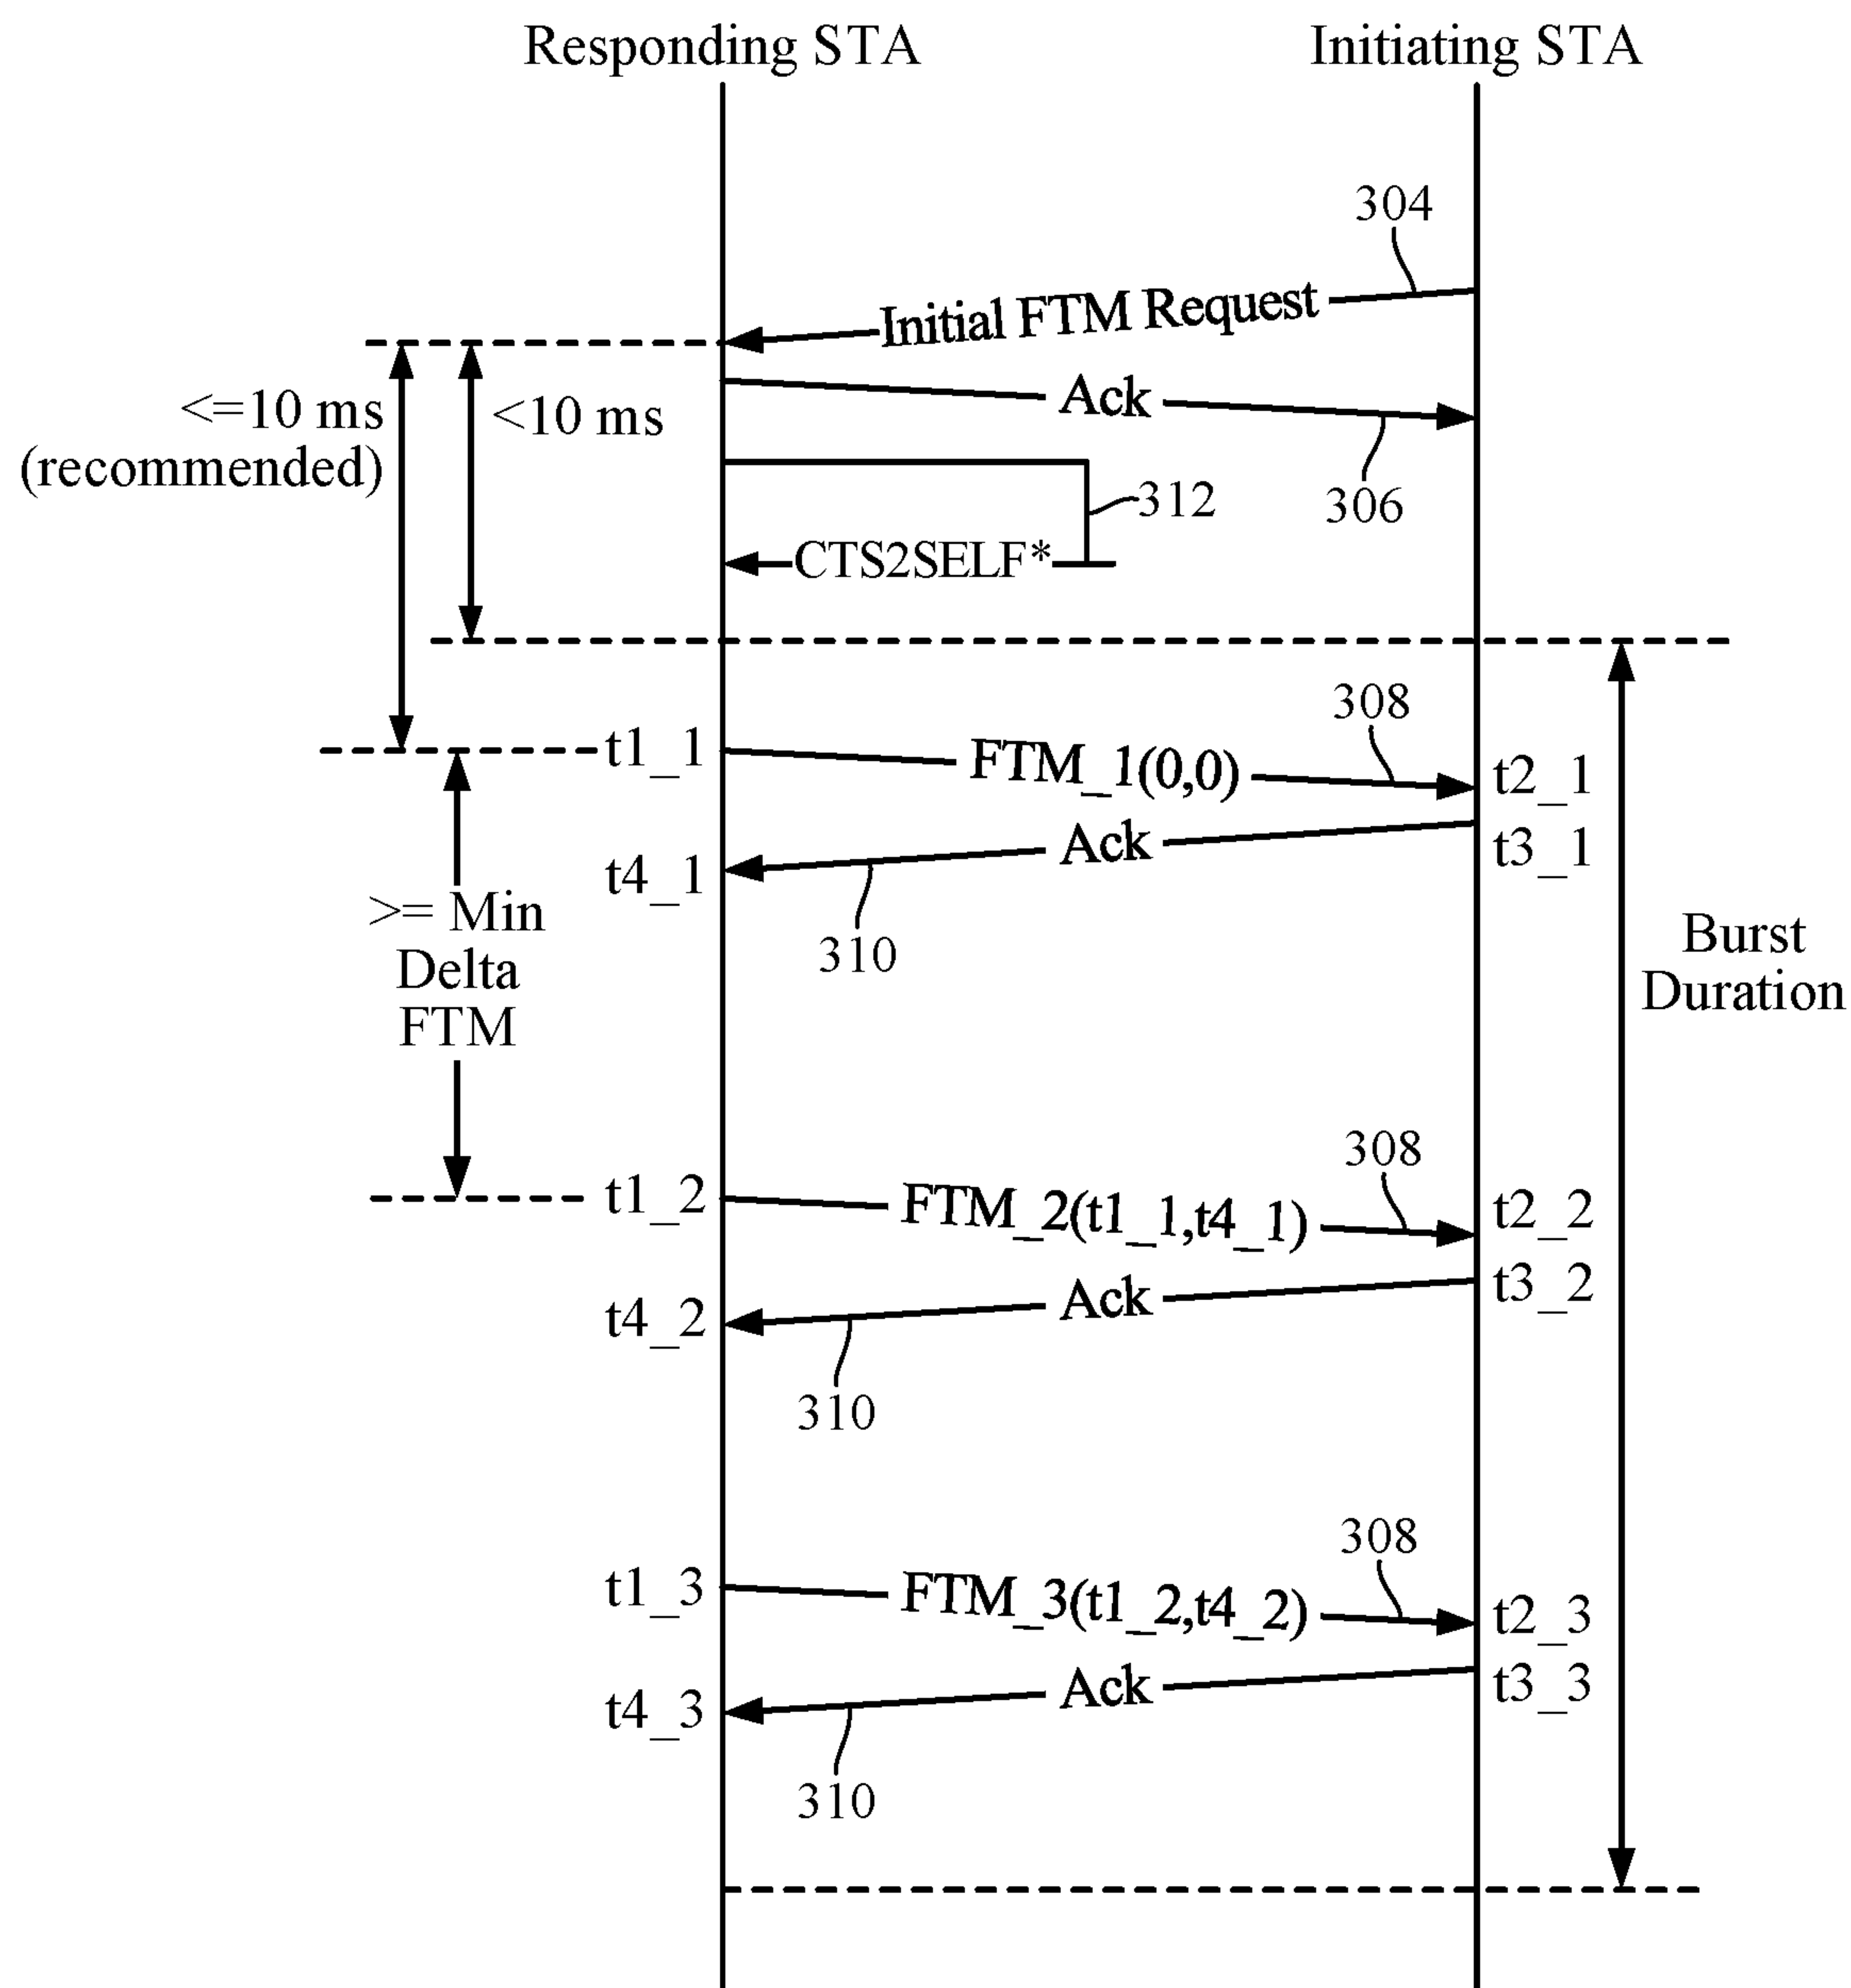 Responding STA
Initiating STA
304
Initial FTM Request
<=10 ms
(recommended)
<10 ms
Ack
306
312
CTS2SELF*
308
t1_1
FTM_1(0,0)
t2_1
Ack
t3_1
t4_1
310
>= Min
Delta
FTM
Burst
Duration
308
t1_2
FTM_2(t1_1,t4_1)
t2_2
Ack
t3_2
t4_2
310
308
t1_3
FTM_3(t1_2,t4_2)
t2_3
Ack
t3_3
t4_3
310